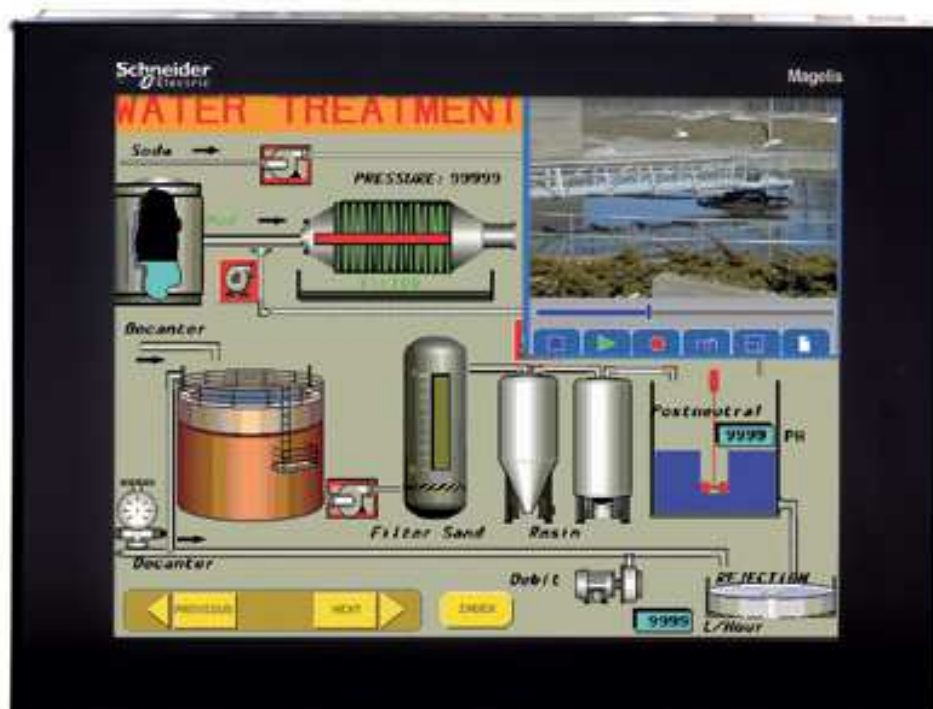 Schneider
Electric
Magelis
WATER TREATMENT
Soda
PRESSURE: 99999
Decanter
Postneutral
9999 PH
Filter Sand
Resin
Decanter
Debit
REJECTION
PREVIOUS
NEXT
INDEX
9999
L/Hour